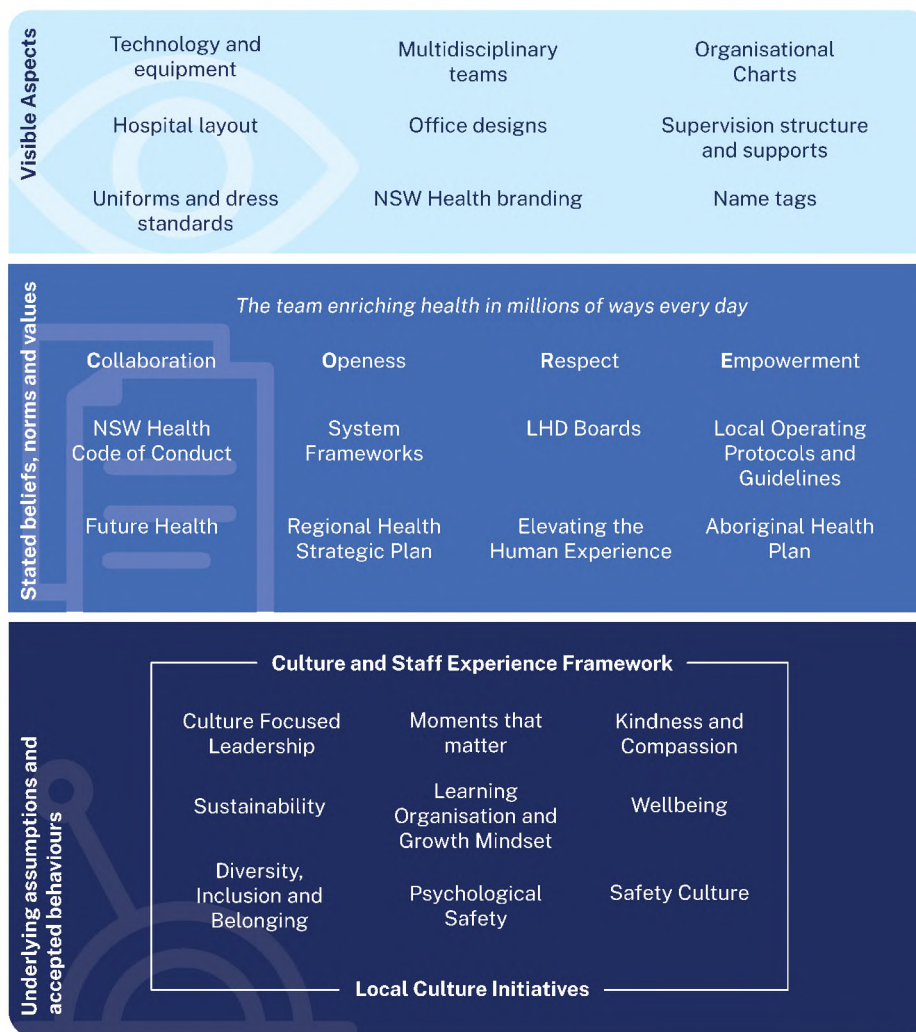 Visible Aspects
Technology and
equipment
Multidisciplinary
teams
Organisational
Charts
Hospital layout
Office designs
Supervision structure
and supports
Uniforms and dress
standards
NSW Health branding
Name tags
Stated beliefs, norms and values
The team enriching health in millions of ways every day
Collaboration
Openess
Respect
Empowerment
NSW Health
Code of Conduct
System
Frameworks
LHD Boards
Local Operating
Protocols and
Guidelines
Future Health
Regional Health
Strategic Plan
Elevating the
Human Experience
Aboriginal Health
Plan
Underlying assumptions and
accepted behaviours
Culture and Staff Experience Framework
Culture Focused
Leadership
Moments that
matter
Kindness and
Compassion
Sustainability
Learning
Organisation and
Growth Mindset
Wellbeing
Diversity,
Inclusion and
Belonging
Psychological
Safety
Safety Culture
Local Culture Initiatives